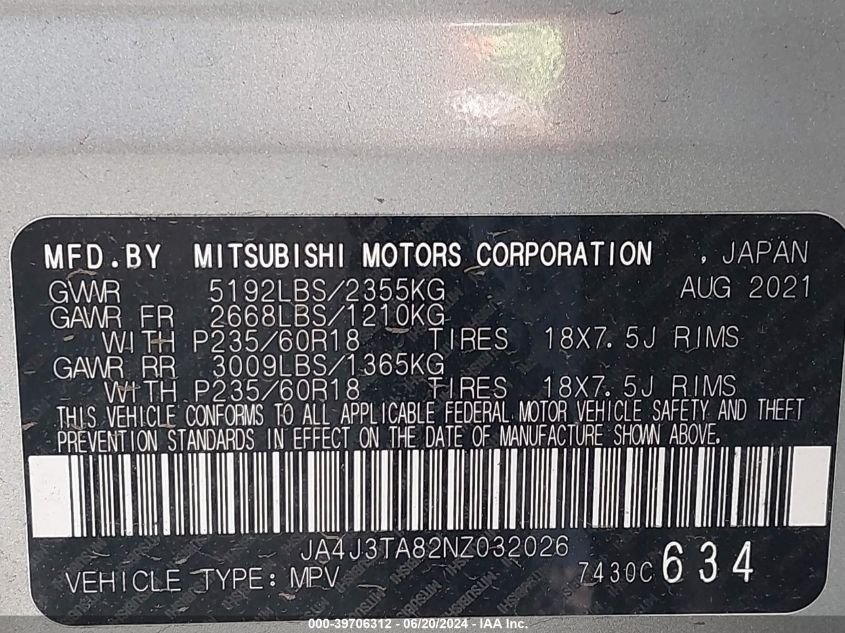 MFD.BY MITSUBISHI MOTORS CORPORATION , JAPAN
GVWR 5192LBS/2355KG AUG 2021
GAWR FR 2668LBS/1210KG
WITH P235/60R18 TIRES 18X7.5J RIMS
GAWR RR 3009LBS/1365KG
WITH P235/60R18 TIRES 18X7.5J RIMS
THIS VEHICLE CONFORMS TO ALL APPLICABLE FEDERAL MOTOR VEHICLE SAFETY AND THEFT
PREVENTION STANDARDS IN EFFECT ON THE DATE OF MANUFACTURE SHOWN ABOVE.
JA4J3TA82NZ032026
VEHICLE TYPE: MPV 7430C 634
000-39706312 - 06/20/2024 - IAA Inc.